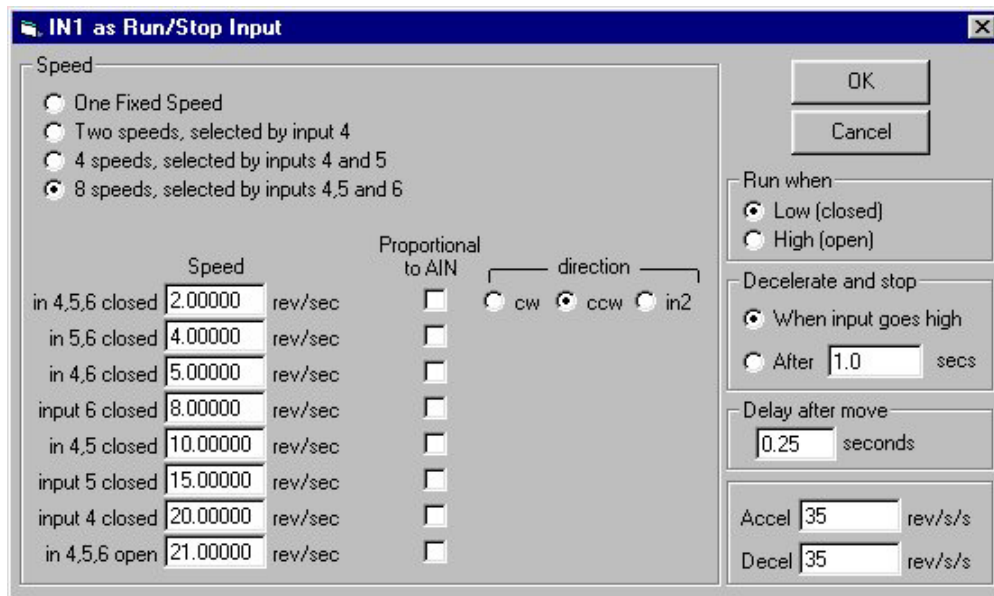 IN1 as Run/Stop Input
Speed
One Fixed Speed
Two speeds, selected by input 4
4 speeds, selected by inputs 4 and 5
8 speeds, selected by inputs 4,5 and 6
Speed
Proportional
to AIN
direction
in 4,5,6 closed 2.00000 rev/sec
cw ccw in2
in 5,6 closed 4.00000 rev/sec
in 4,6 closed 5.00000 rev/sec
input 6 closed 8.00000 rev/sec
in 4,5 closed 10.00000 rev/sec
input 5 closed 15.00000 rev/sec
input 4 closed 20.00000 rev/sec
in 4,5,6 open 21.00000 rev/sec
OK
Cancel
Run when
Low (closed)
High (open)
Decelerate and stop
When input goes high
After 1.0 secs
Delay after move
0.25 seconds
Accel 35 rev/s/s
Decel 35 rev/s/s